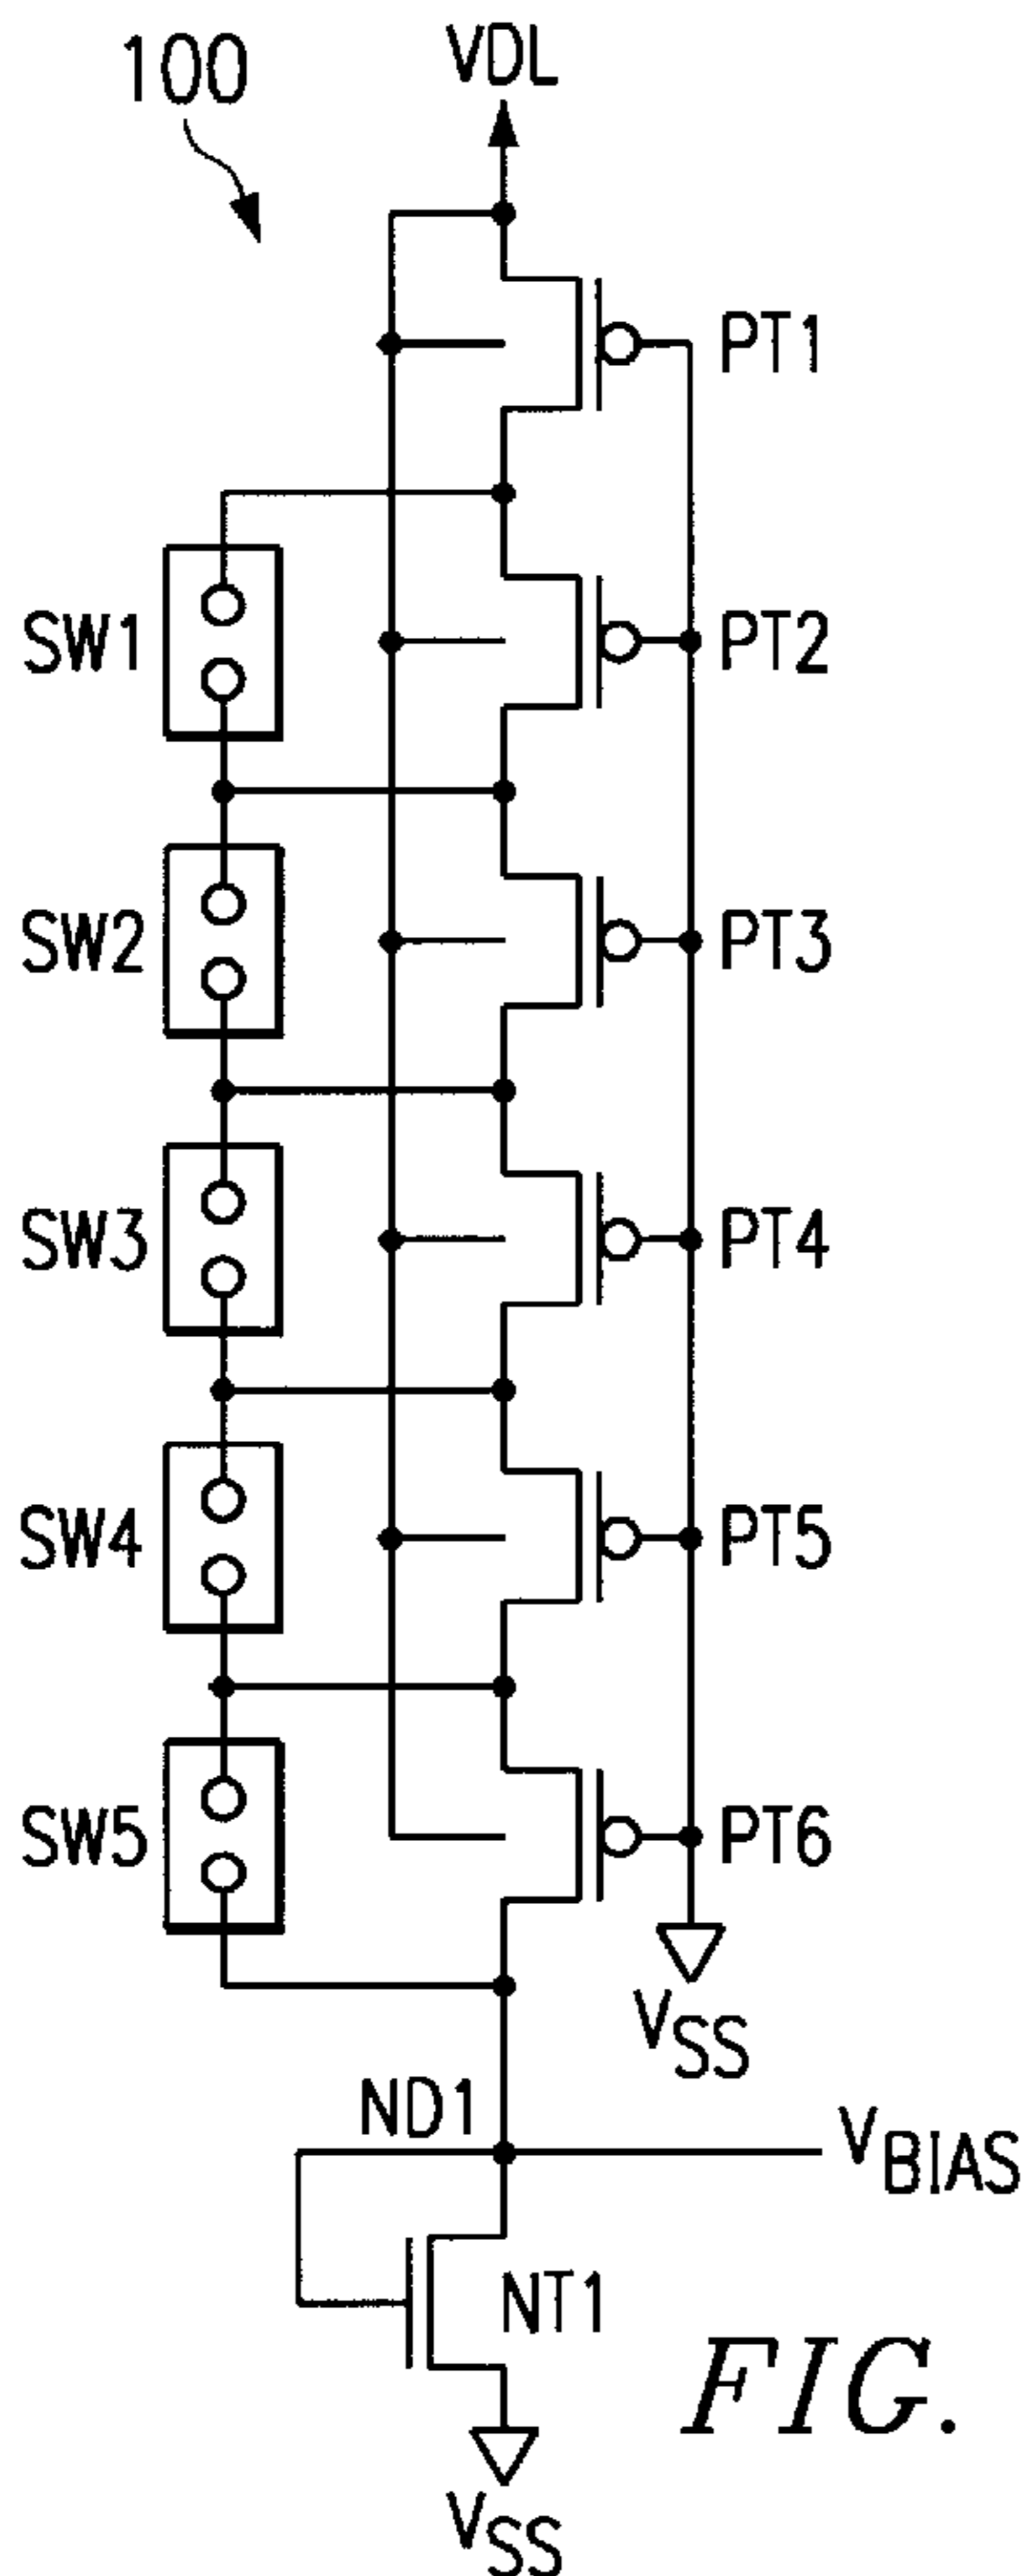 100
VDL
PT1
SW1
PT2
SW2
PT3
SW3
PT4
SW4
PT5
SW5
PT6
VSS
ND1
VBIAS
NT1
FIG.
VSS